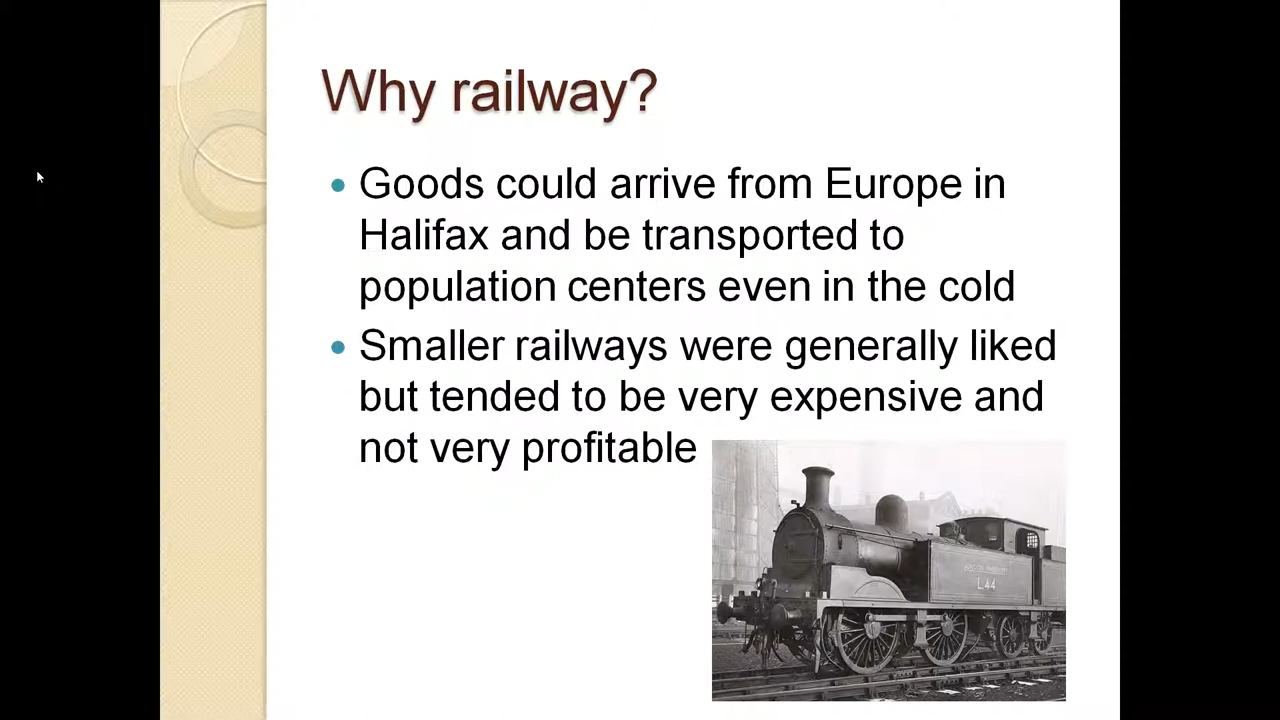 Why railway?
• Goods could arrive from Europe in
Halifax and be transported to
population centers even in the cold
• Smaller railways were generally liked
but tended to be very expensive and
not very profitable
L44